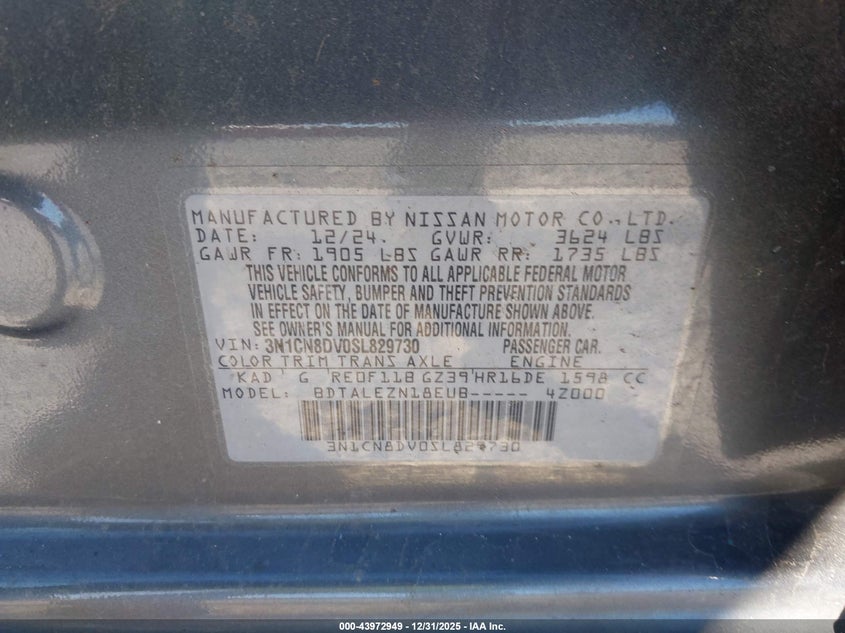 MANUFACTURED BY NISSAN MOTOR CO., LTD.
DATE: 12/24. GVWR: 3624 LBS
GAWR FR: 1905 LBS GAWR RR: 1735 LBS
THIS VEHICLE CONFORMS TO ALL APPLICABLE FEDERAL MOTOR
VEHICLE SAFETY, BUMPER AND THEFT PREVENTION STANDARDS
IN EFFECT ON THE DATE OF MANUFACTURE SHOWN ABOVE.
SEE OWNER'S MANUAL FOR ADDITIONAL INFORMATION.
VIN: 3N1CN8DV0SL829730 PASSENGER CAR.
COLOR TRIM TRANS AXLE ENGINE
KAD G RE0F11B GZ39 HR16DE 1598 CC
MODEL: BDTALEZN18EUB----- 4Z000
3N1CN8DV0SL829730
000-43972949 - 12/31/2025 - IAA Inc.